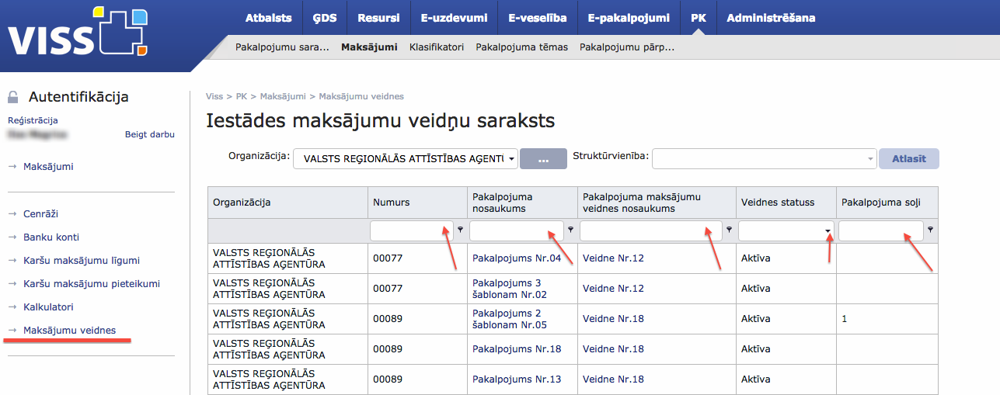 VISS
Atbalsts ĢDS Resursi E-uzdevumi E-veselība E-pakalpojumi PK Administrēšana
Pakalpojumu sara... Maksājumi Klasifikatori Pakalpojuma tēmas Pakalpojumu pārp...
Autentifikācija
Reģistrācija
Beigt darbu
Maksājumi
Cenrāži
Banku konti
Karšu maksājumu līgumi
Karšu maksājumu pieteikumi
Kalkulatori
Maksājumu veidnes
Viss > PK > Maksājumi > Maksājumu veidnes
Iestādes maksājumu veidņu saraksts
Organizācija: VALSTS REĢIONĀLĀS ATTĪSTĪBAS AĢENTŪ ... Struktūrvienība: Atlasīt
Organizācija Numurs Pakalpojuma nosaukums Pakalpojuma maksājumu veidnes nosaukums Veidnes statuss Pakalpojuma soļi
VALSTS REĢIONĀLĀS ATTĪSTĪBAS AĢENTŪRA 00077 Pakalpojums Nr.04 Veidne Nr.12 Aktīva
VALSTS REĢIONĀLĀS ATTĪSTĪBAS AĢENTŪRA 00077 Pakalpojums 3 šablonam Nr.02 Veidne Nr.12 Aktīva
VALSTS REĢIONĀLĀS ATTĪSTĪBAS AĢENTŪRA 00089 Pakalpojums 2 šablonam Nr.05 Veidne Nr.18 Aktīva 1
VALSTS REĢIONĀLĀS ATTĪSTĪBAS AĢENTŪRA 00089 Pakalpojums Nr.18 Veidne Nr.18 Aktīva
VALSTS REĢIONĀLĀS ATTĪSTĪBAS AĢENTŪRA 00089 Pakalpojums Nr.13 Veidne Nr.18 Aktīva